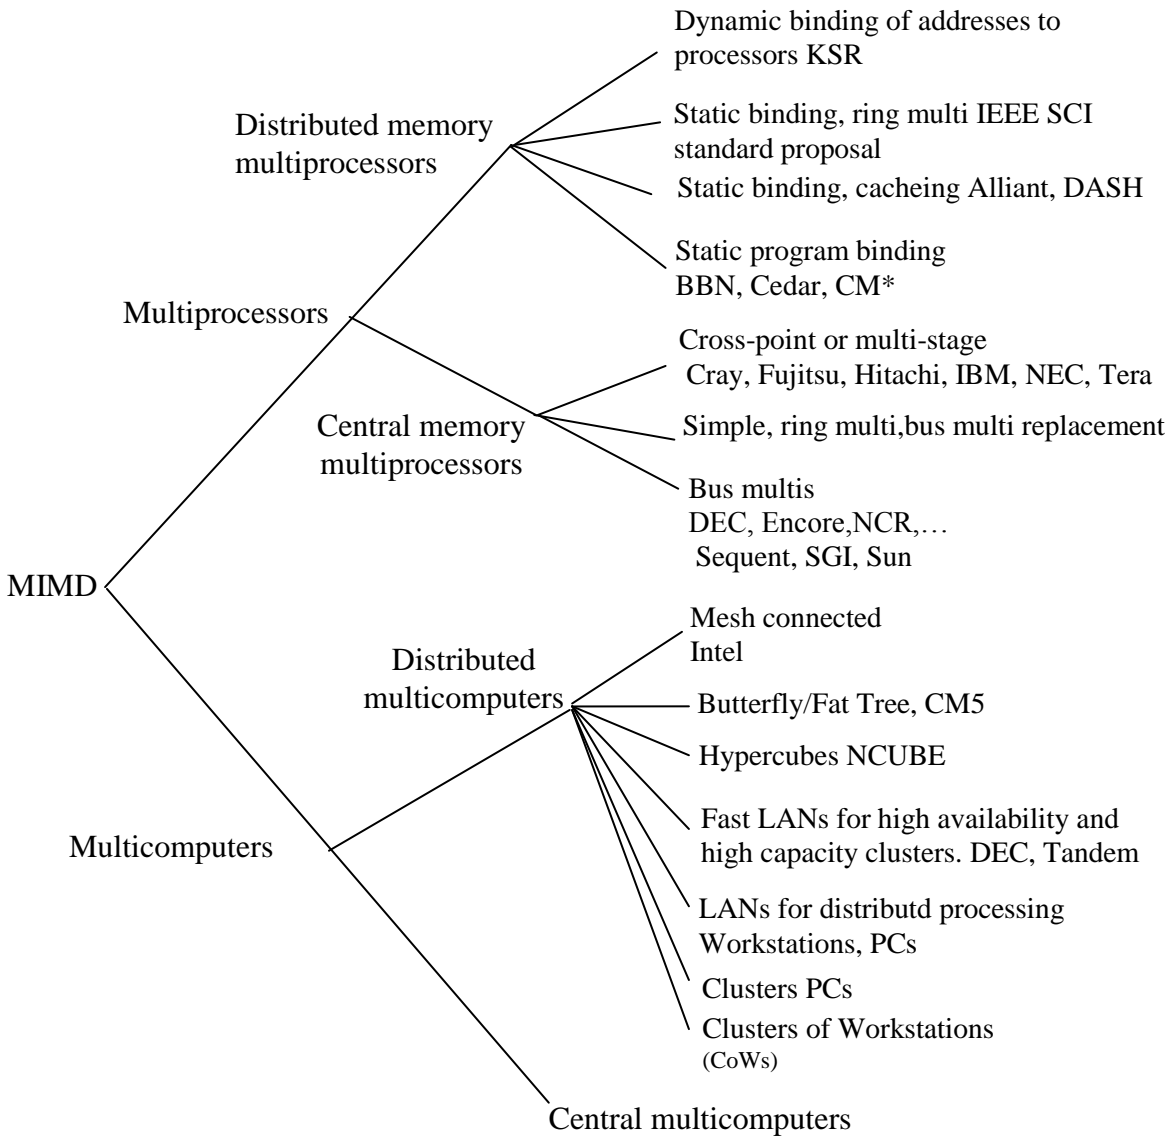 Dynamic binding of addresses to
processors KSR
Distributed memory
multiprocessors
Static binding, ring multi IEEE SCI
standard proposal
Static binding, cacheing Alliant, DASH
Static program binding
BBN, Cedar, CM*
Multiprocessors
Cross-point or multi-stage
Cray, Fujitsu, Hitachi, IBM, NEC, Tera
Central memory
multiprocessors
Simple, ring multi,bus multi replacement
Bus multis
DEC, Encore,NCR,…
Sequent, SGI, Sun
MIMD
Distributed
multicomputers
Mesh connected
Intel
Butterfly/Fat Tree, CM5
Hypercubes NCUBE
Multicomputers
Fast LANs for high availability and
high capacity clusters. DEC, Tandem
LANs for distributd processing
Workstations, PCs
Clusters PCs
Clusters of Workstations
(CoWs)
Central multicomputers